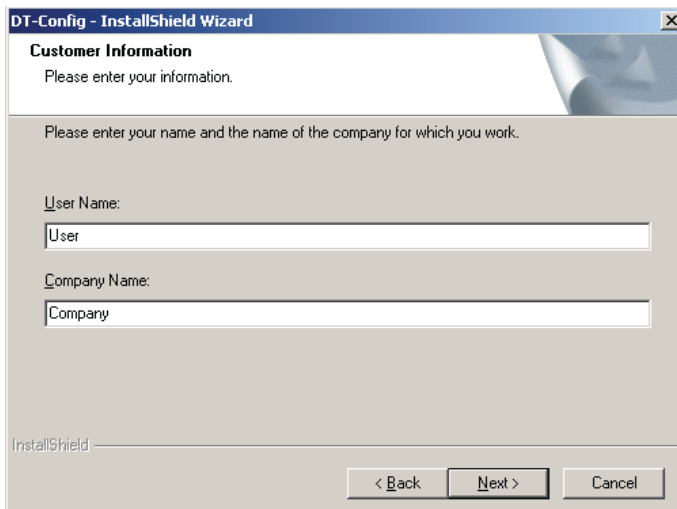 DT-Config - InstallShield Wizard
Customer Information
Please enter your information.
Please enter your name and the name of the company for which you work.
User Name:
User
Company Name:
Company
InstallShield
< Back Next > Cancel